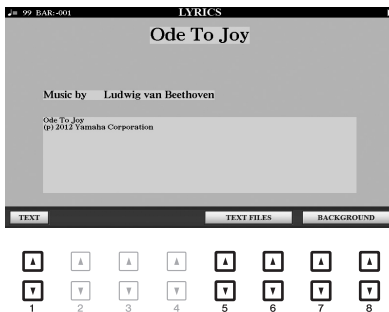 ♩= 99 BAR:-001 LYRICS
Ode To Joy
Music by Ludwig van Beethoven
Ode To Joy
(p) 2012 Yamaha Corporation
TEXT TEXT FILES BACKGROUND
1 2 3 4 5 6 7 8